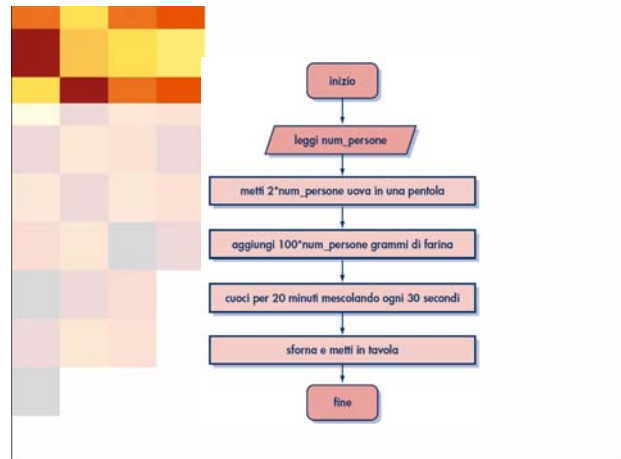 inizio
leggi num_persone
metti 2*num_persone uova in una pentola
aggiungi 100*num_persone grammi di farina
cuoci per 20 minuti mescolando ogni 30 secondi
sforna e metti in tavola
fine